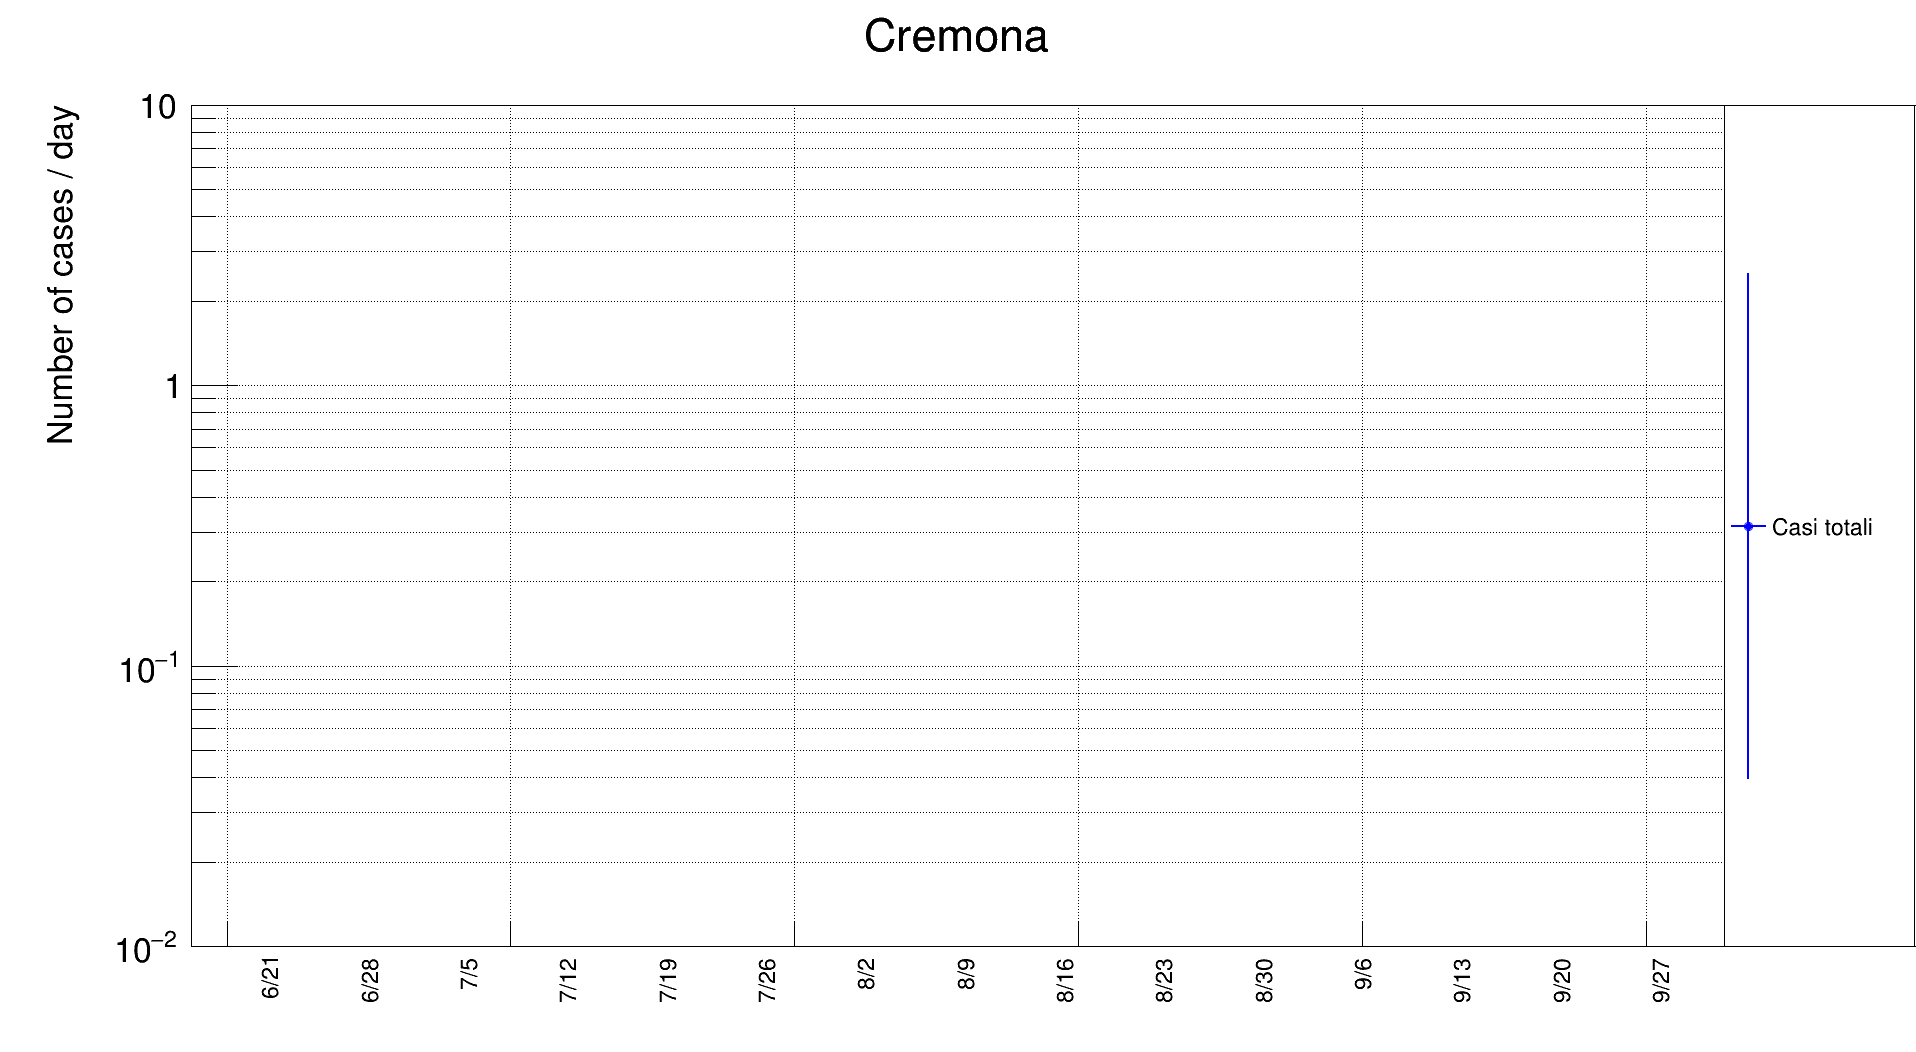 Cremona
Number of cases / day
10
1
10⁻¹
10⁻²
Casi totali
6/21 6/28 7/5 7/12 7/19 7/26 8/2 8/9 8/16 8/23 8/30 9/6 9/13 9/20 9/27